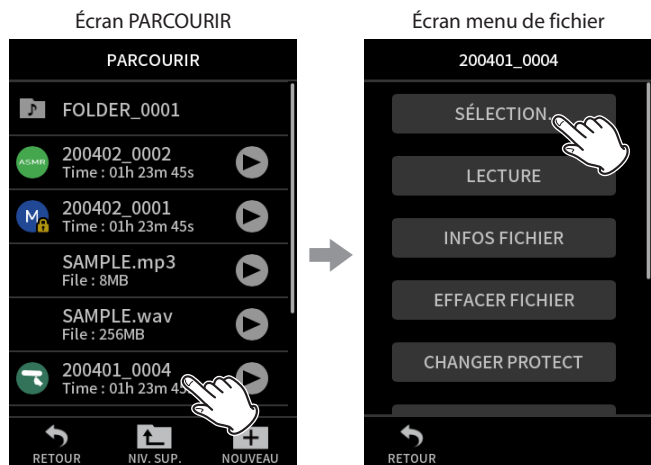 Écran PARCOURIR
PARCOURIR
FOLDER_0001
ASMR
200402_0002
Time : 01h 23m 45s
M
200402_0001
Time : 01h 23m 45s
SAMPLE.mp3
File : 8MB
SAMPLE.wav
File : 256MB
200401_0004
Time : 01h 23m 45
RETOUR
NIV. SUP.
NOUVEAU
Écran menu de fichier
200401_0004
SÉLECTION.
LECTURE
INFOS FICHIER
EFFACER FICHIER
CHANGER PROTECT
RETOUR